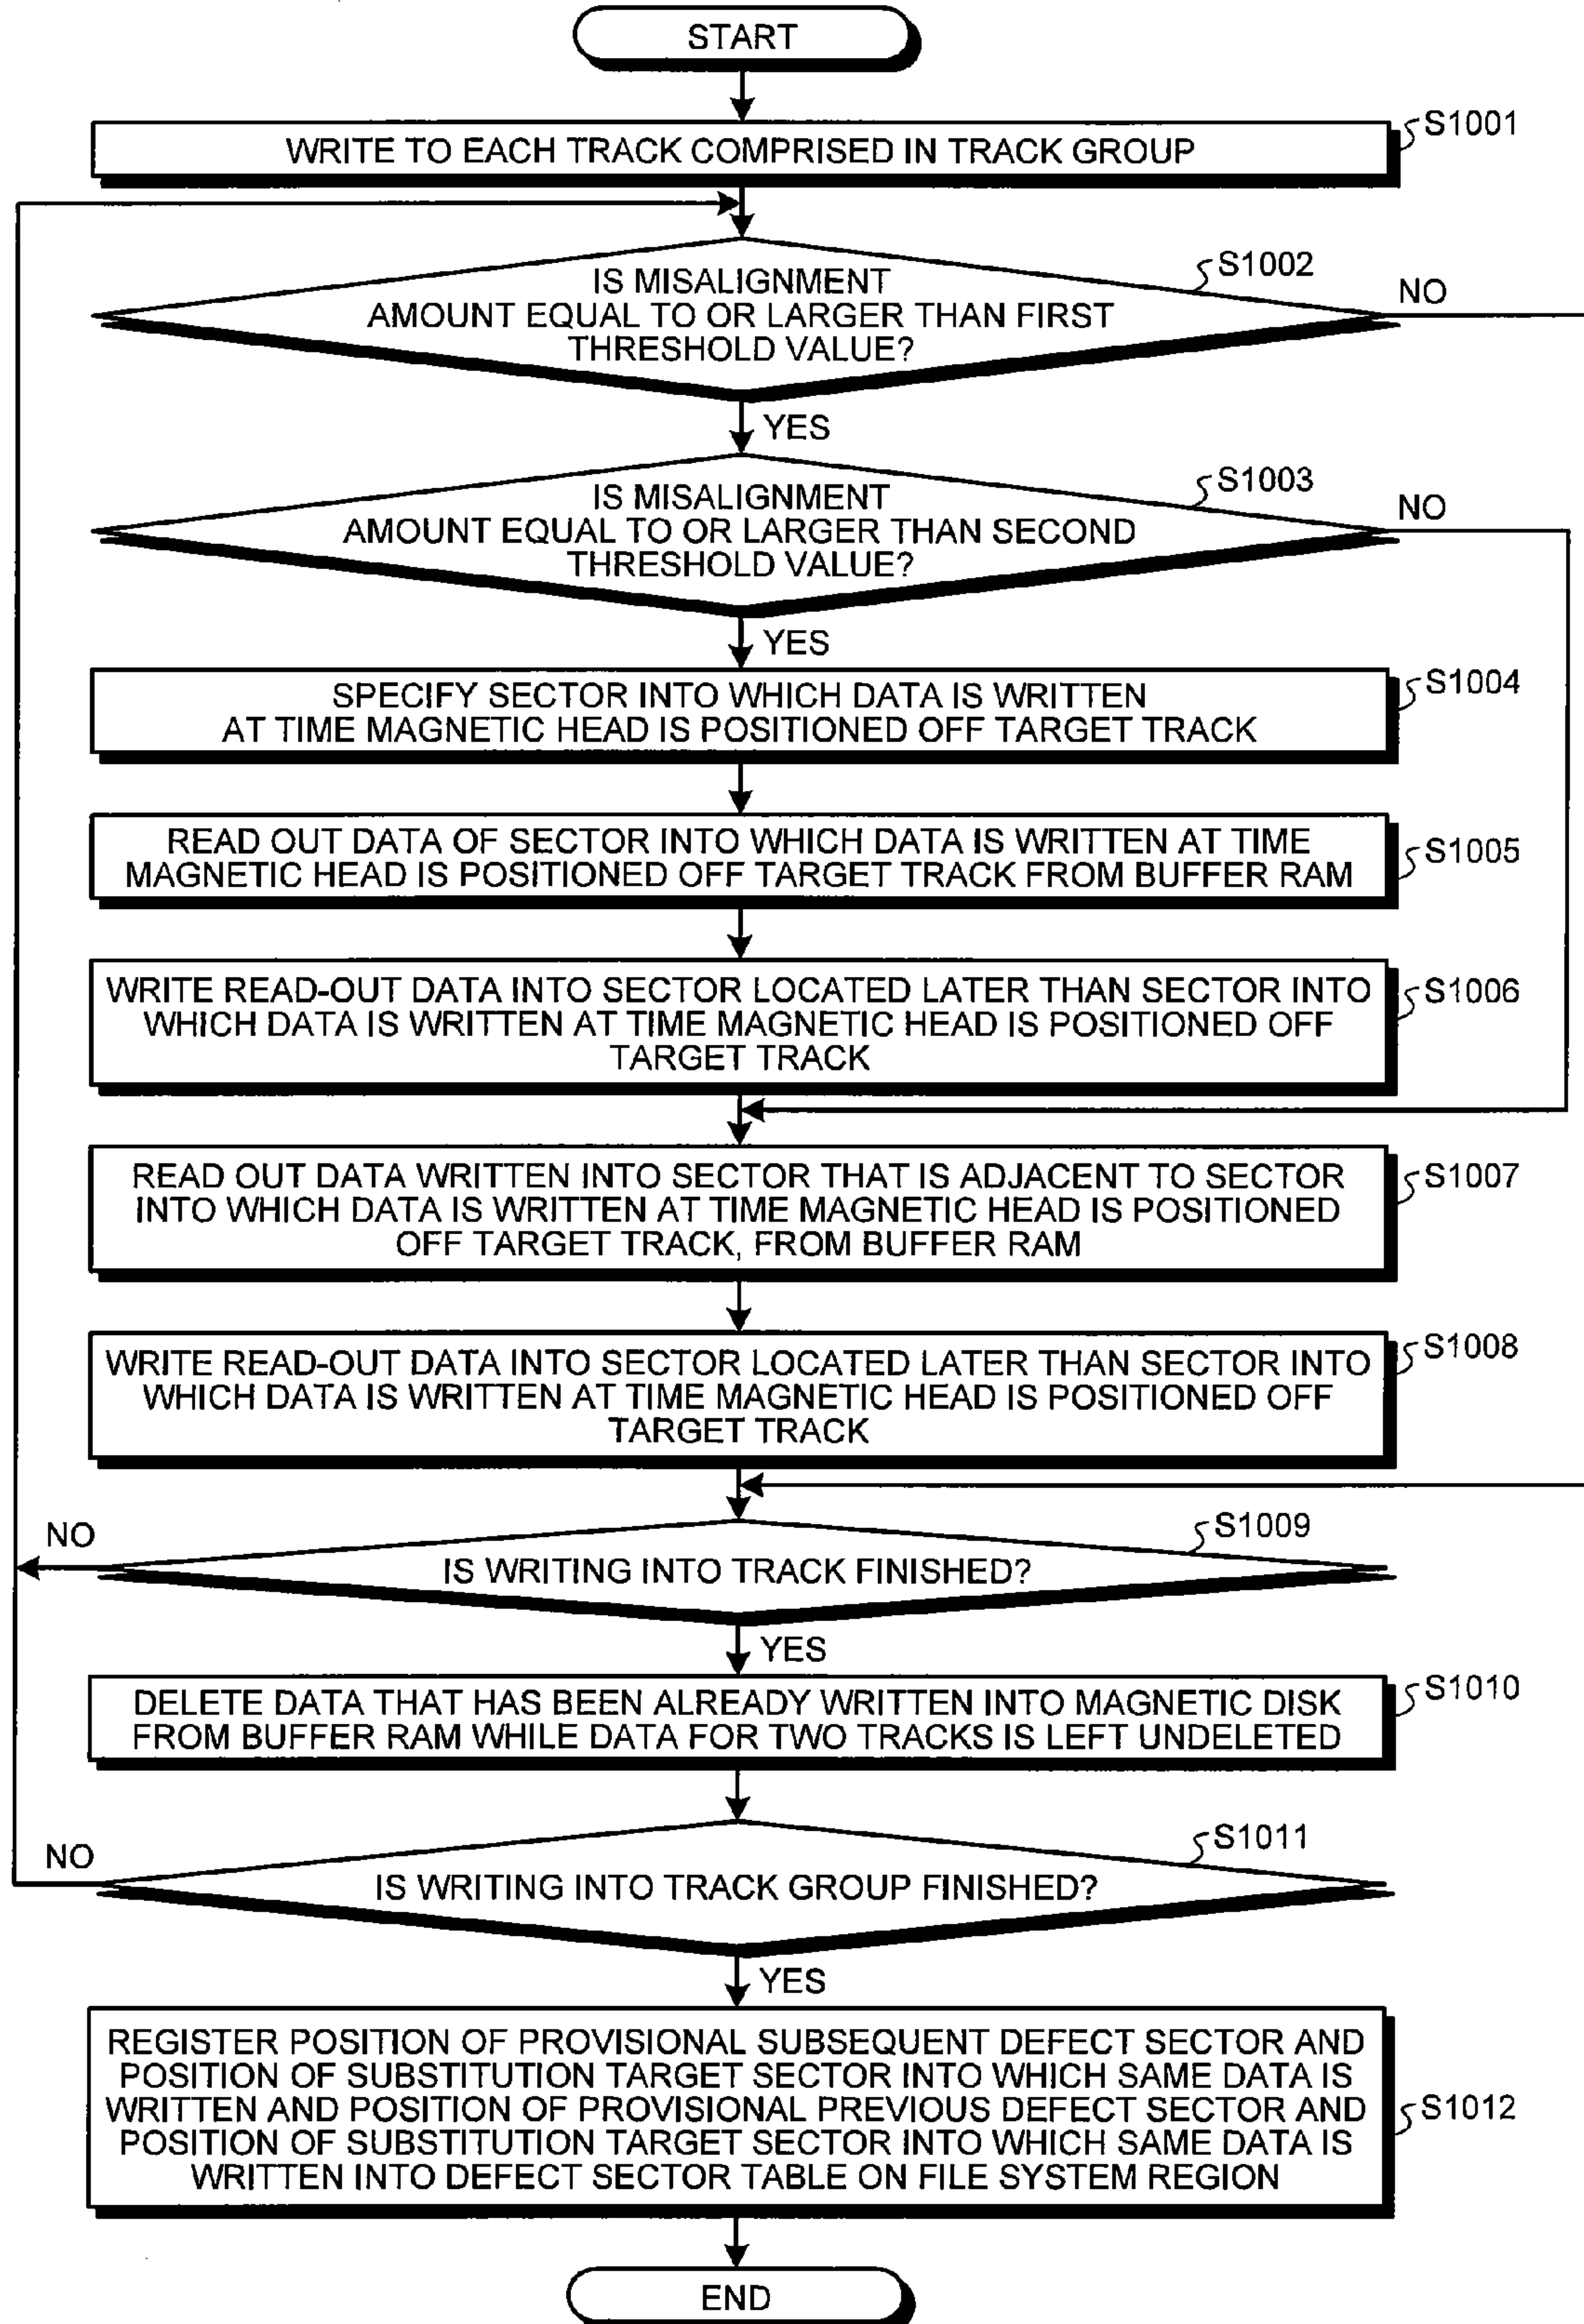 START
WRITE TO EACH TRACK COMPRISED IN TRACK GROUP
S1001
IS MISALIGNMENT
AMOUNT EQUAL TO OR LARGER THAN FIRST
THRESHOLD VALUE?
S1002
NO
YES
IS MISALIGNMENT
AMOUNT EQUAL TO OR LARGER THAN SECOND
THRESHOLD VALUE?
S1003
NO
YES
SPECIFY SECTOR INTO WHICH DATA IS WRITTEN
AT TIME MAGNETIC HEAD IS POSITIONED OFF TARGET TRACK
S1004
READ OUT DATA OF SECTOR INTO WHICH DATA IS WRITTEN AT TIME
MAGNETIC HEAD IS POSITIONED OFF TARGET TRACK FROM BUFFER RAM
S1005
WRITE READ-OUT DATA INTO SECTOR LOCATED LATER THAN SECTOR INTO
WHICH DATA IS WRITTEN AT TIME MAGNETIC HEAD IS POSITIONED OFF
TARGET TRACK
S1006
READ OUT DATA WRITTEN INTO SECTOR THAT IS ADJACENT TO SECTOR
INTO WHICH DATA IS WRITTEN AT TIME MAGNETIC HEAD IS POSITIONED
OFF TARGET TRACK, FROM BUFFER RAM
S1007
WRITE READ-OUT DATA INTO SECTOR LOCATED LATER THAN SECTOR INTO
WHICH DATA IS WRITTEN AT TIME MAGNETIC HEAD IS POSITIONED OFF
TARGET TRACK
S1008
NO
IS WRITING INTO TRACK FINISHED?
S1009
YES
DELETE DATA THAT HAS BEEN ALREADY WRITTEN INTO MAGNETIC DISK
FROM BUFFER RAM WHILE DATA FOR TWO TRACKS IS LEFT UNDELETED
S1010
NO
IS WRITING INTO TRACK GROUP FINISHED?
S1011
YES
REGISTER POSITION OF PROVISIONAL SUBSEQUENT DEFECT SECTOR AND
POSITION OF SUBSTITUTION TARGET SECTOR INTO WHICH SAME DATA IS
WRITTEN AND POSITION OF PROVISIONAL PREVIOUS DEFECT SECTOR AND
POSITION OF SUBSTITUTION TARGET SECTOR INTO WHICH SAME DATA IS
WRITTEN INTO DEFECT SECTOR TABLE ON FILE SYSTEM REGION
S1012
END